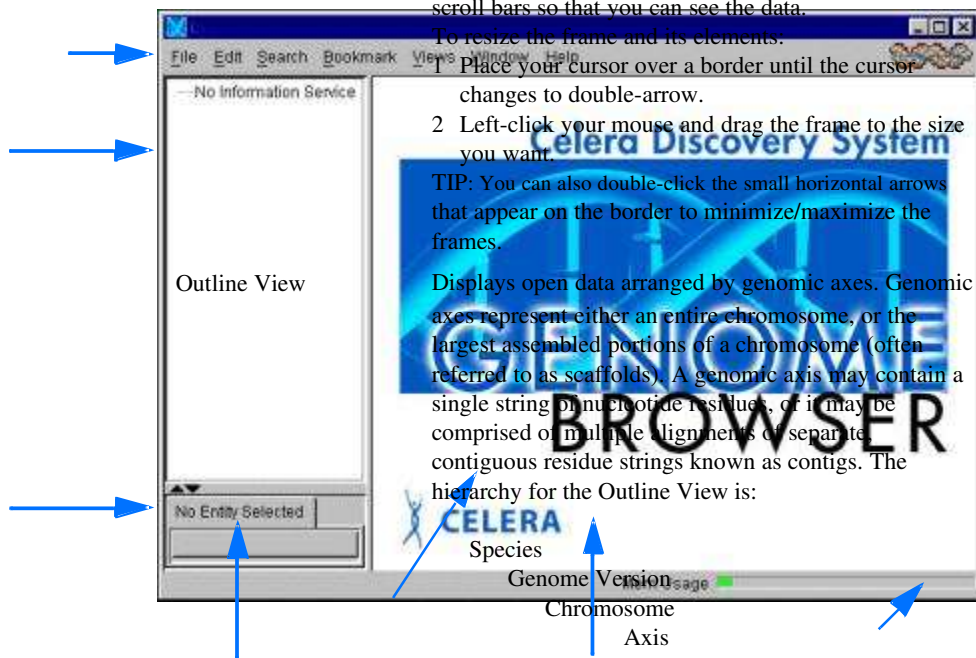 scroll bars so that you can see the data.
To resize the frame and its elements:
File Edit Search Bookmark Views Window Help
1 Place your cursor over a border until the cursor
changes to double-arrow.
No Information Service
2 Left-click your mouse and drag the frame to the size
you want.
Celera Discovery System
TIP: You can also double-click the small horizontal arrows
that appear on the border to minimize/maximize the
frames.
Outline View
Displays open data arranged by genomic axes. Genomic
axes represent either an entire chromosome, or the
largest assembled portions of a chromosome (often
referred to as scaffolds). A genomic axis may contain a
single string of nucleotide residues, or it may be
comprised of multiple alignments of separate,
contiguous residue strings known as contigs. The
hierarchy for the Outline View is:
GENOME
BROWSER
No Entity Selected
CELERA
Species
Genome Version
Usage
Chromosome
Axis